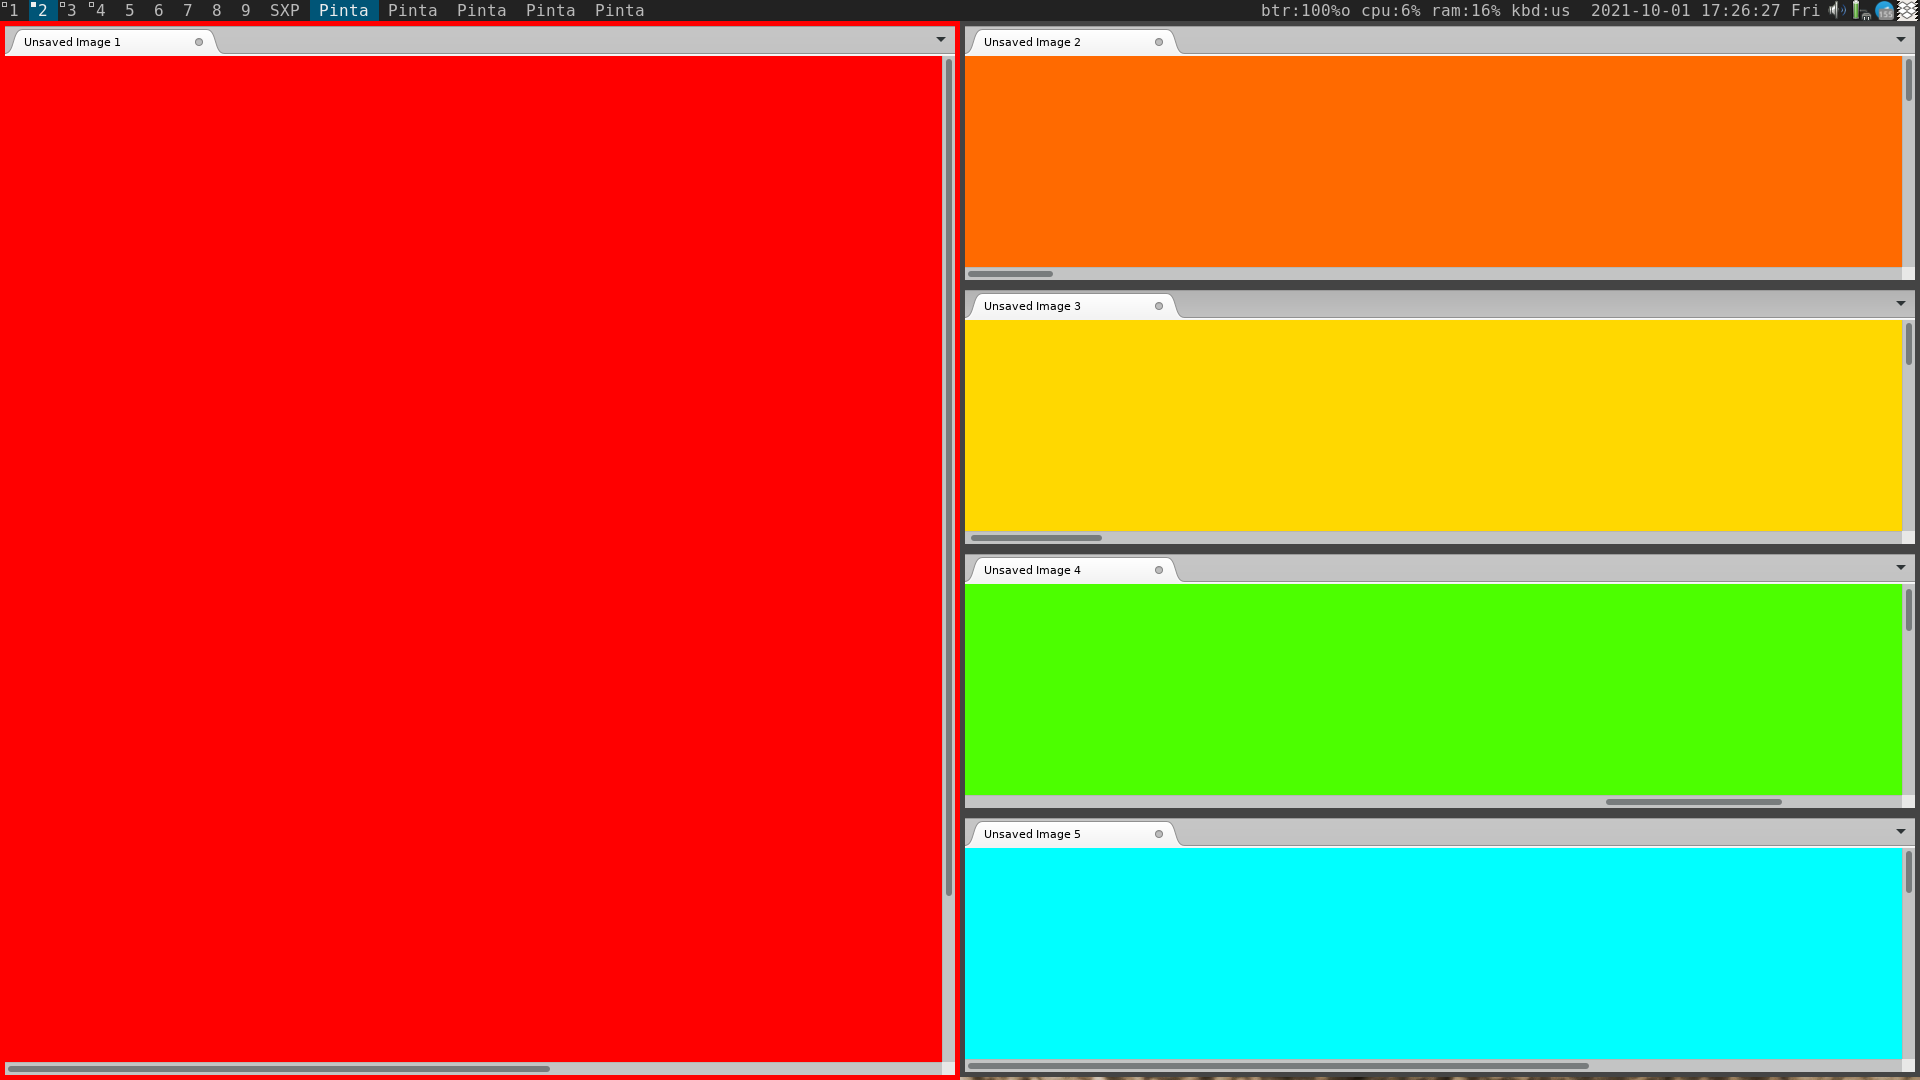 1 2 3 4 5 6 7 8 9 SXP Pinta Pinta Pinta Pinta Pinta btr:100%o cpu:6% ram:16% kbd:us 2021-10-01 17:26:27 Fri 155
Unsaved Image 1
Unsaved Image 2
Unsaved Image 3
Unsaved Image 4
Unsaved Image 5